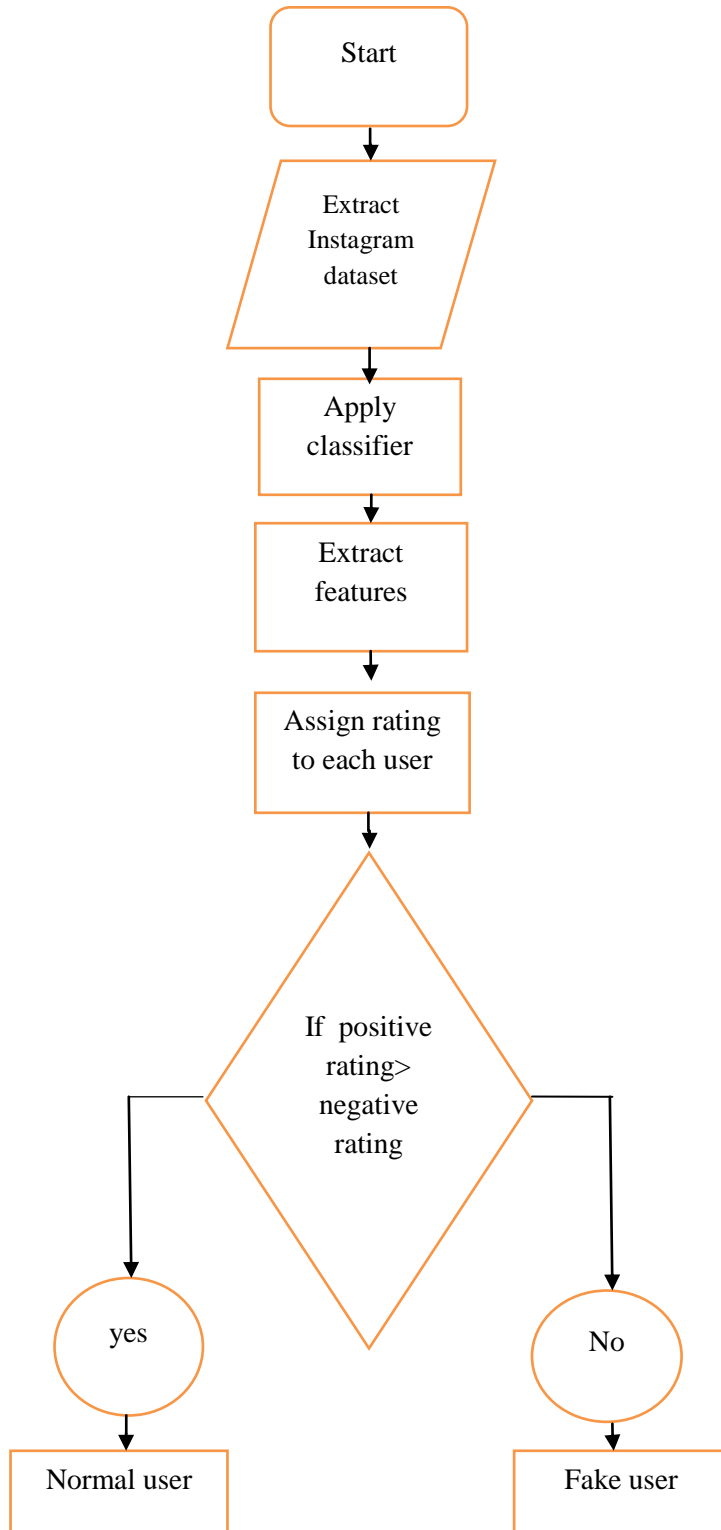 Start
Extract
Instagram
dataset
Apply
classifier
Extract
features
Assign rating
to each user
If positive
rating>
negative
rating
yes
No
Normal user
Fake user